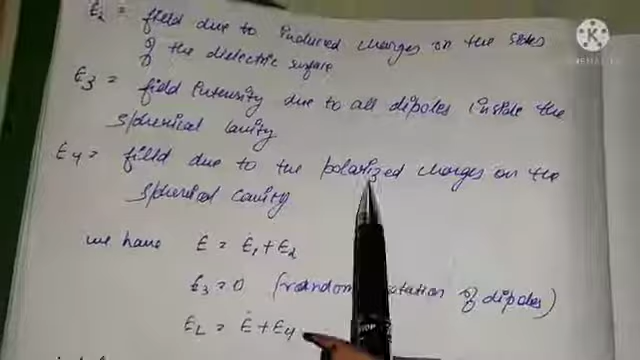 E2 = field due to induced charges on the sides
of the dielectric surface
E3 = field intensity due to all dipoles inside the
spherical cavity
E4 = field due to the polarized charges on the
spherical cavity
we have E = E1 + E2
E3 = 0 (random of dipoles)
EL = E + E4